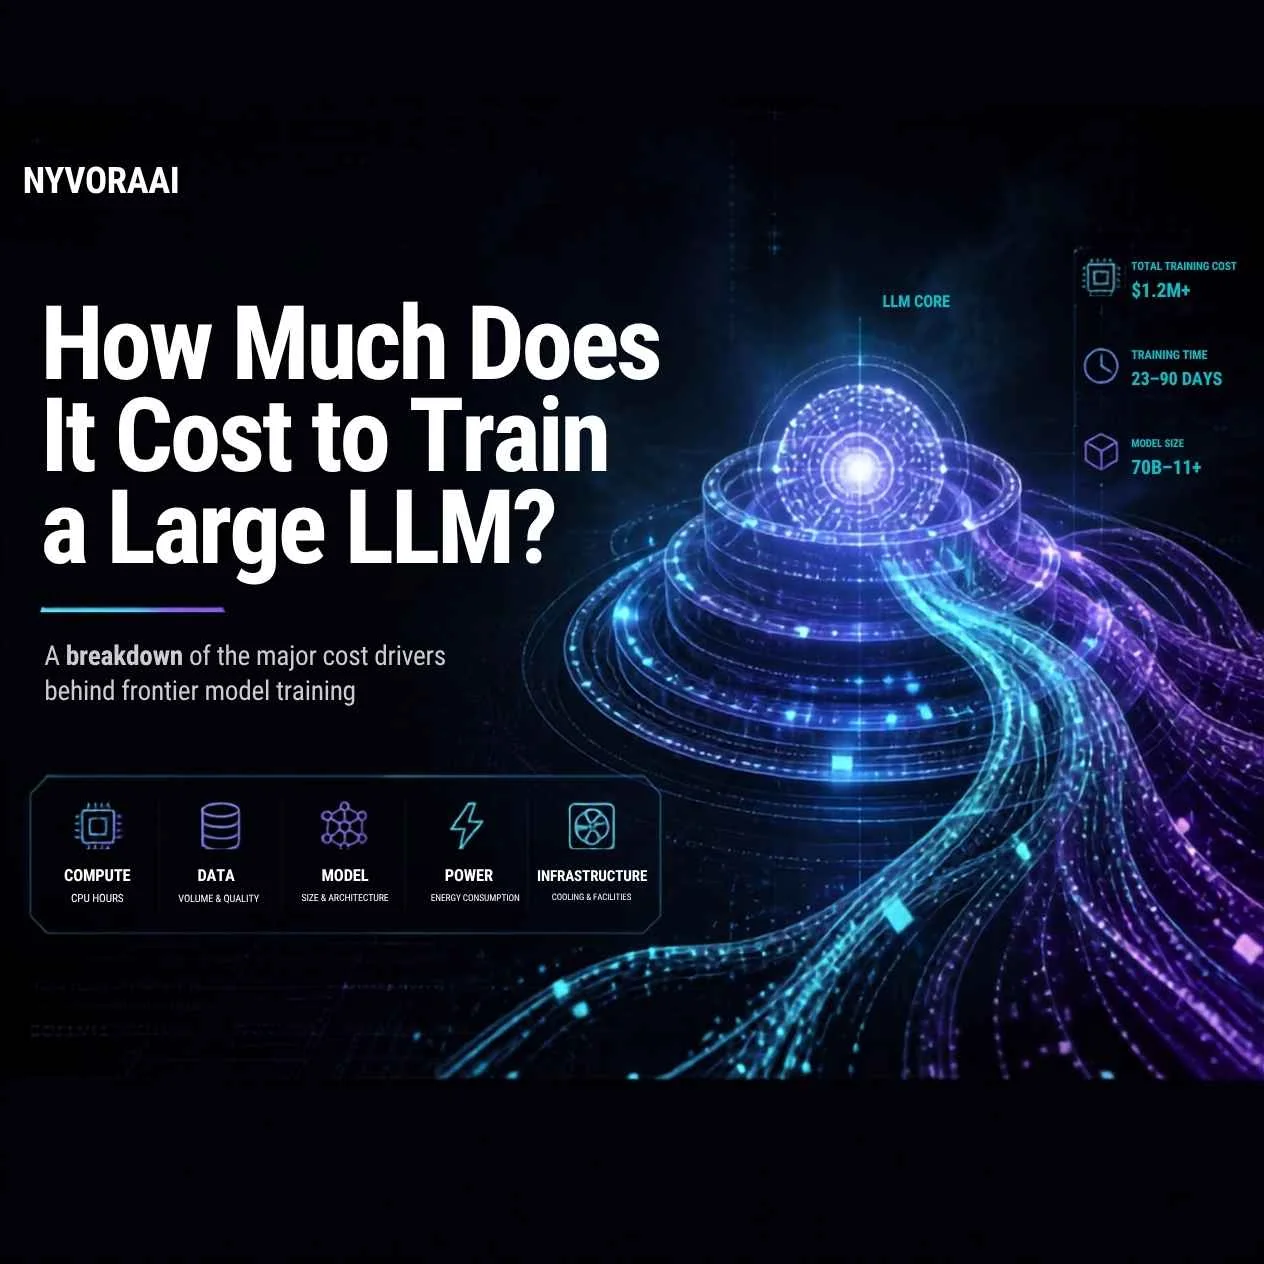 NYVORAAI
How Much Does
It Cost to Train
a Large LLM?
A breakdown of the major cost drivers
behind frontier model training
COMPUTE
CPU HOURS
DATA
VOLUME & QUALITY
MODEL
SIZE & ARCHITECTURE
POWER
ENERGY CONSUMPTION
INFRASTRUCTURE
COOLING & FACILITIES
LLM CORE
TOTAL TRAINING COST
$1.2M+
TRAINING TIME
23–90 DAYS
MODEL SIZE
70B–11+